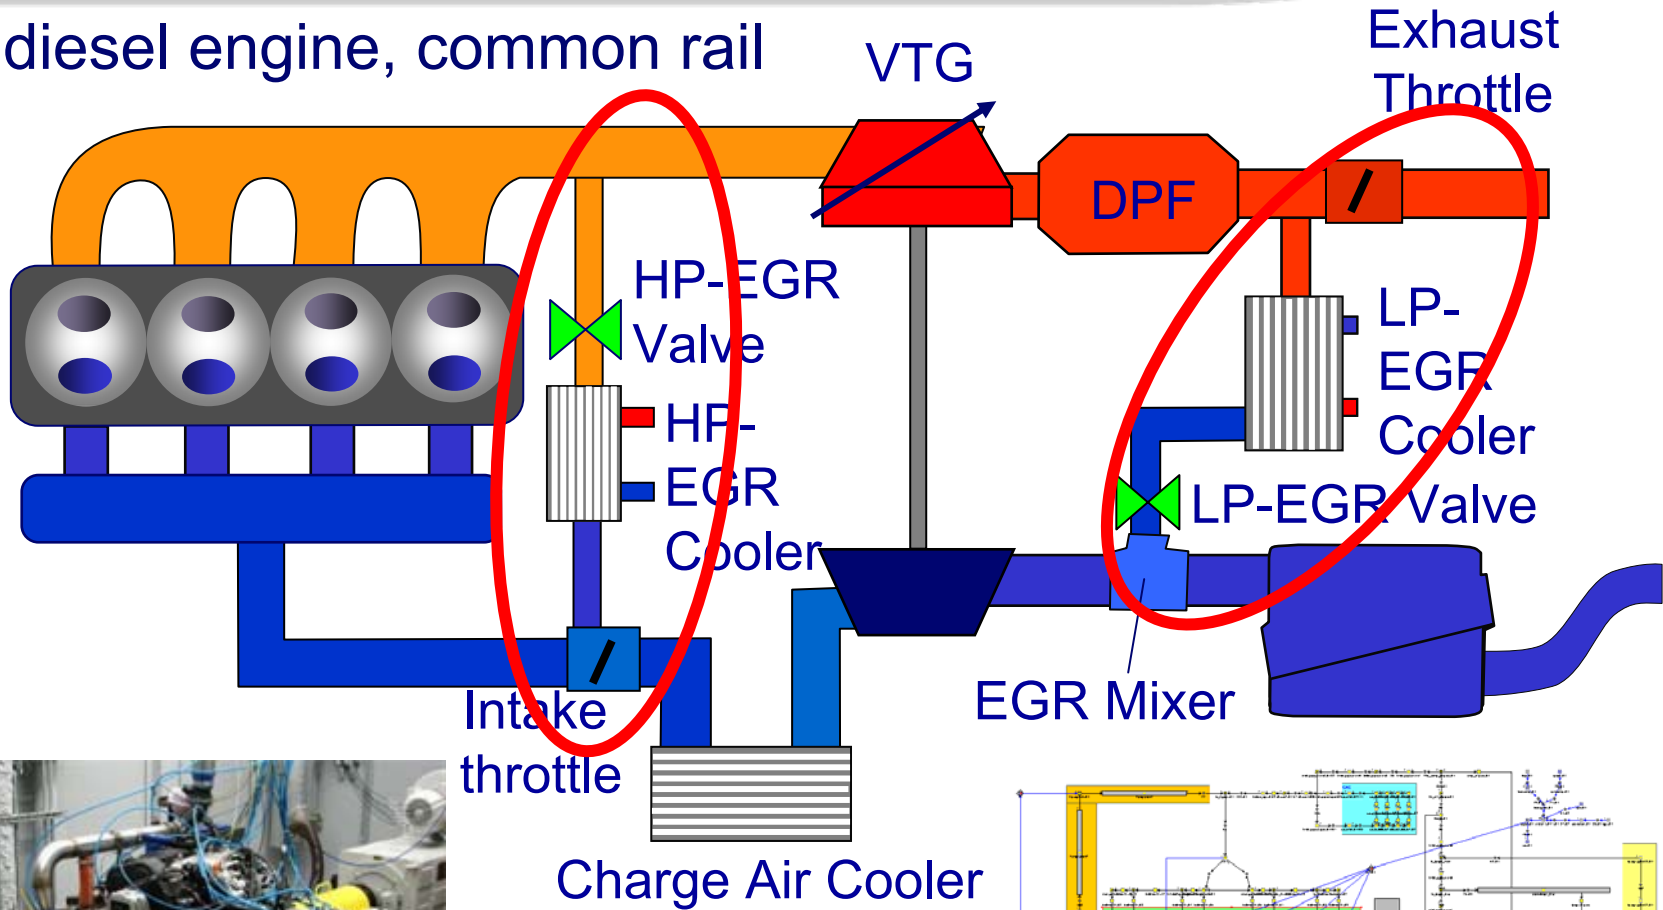 diesel engine, common rail
VTG
Exhaust
Throttle
DPF
HP-EGR
Valve
HP-
EGR
Cooler
LP-
EGR
Cooler
LP-EGR Valve
EGR Mixer
Intake
throttle
Charge Air Cooler